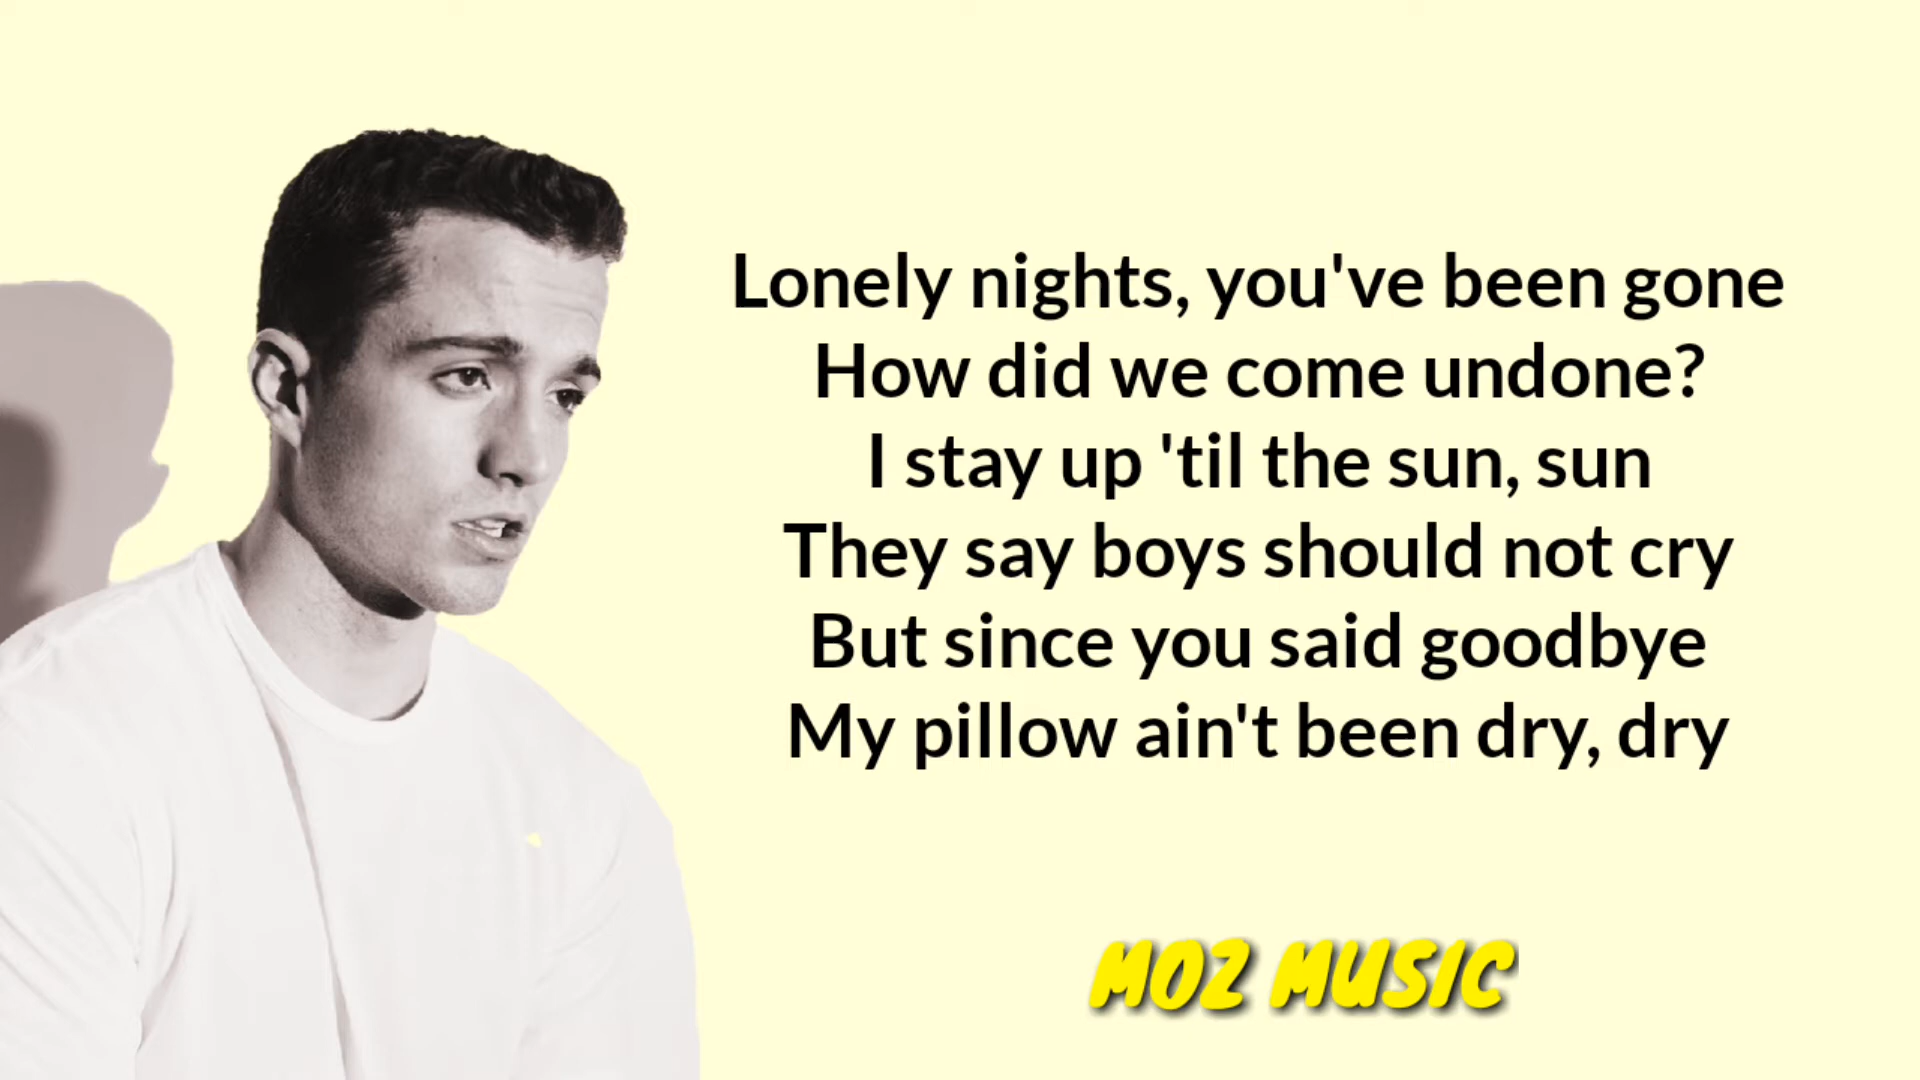 Lonely nights, you've been gone
How did we come undone?
I stay up 'til the sun, sun
They say boys should not cry
But since you said goodbye
My pillow ain't been dry, dry
MOZ MUSIC